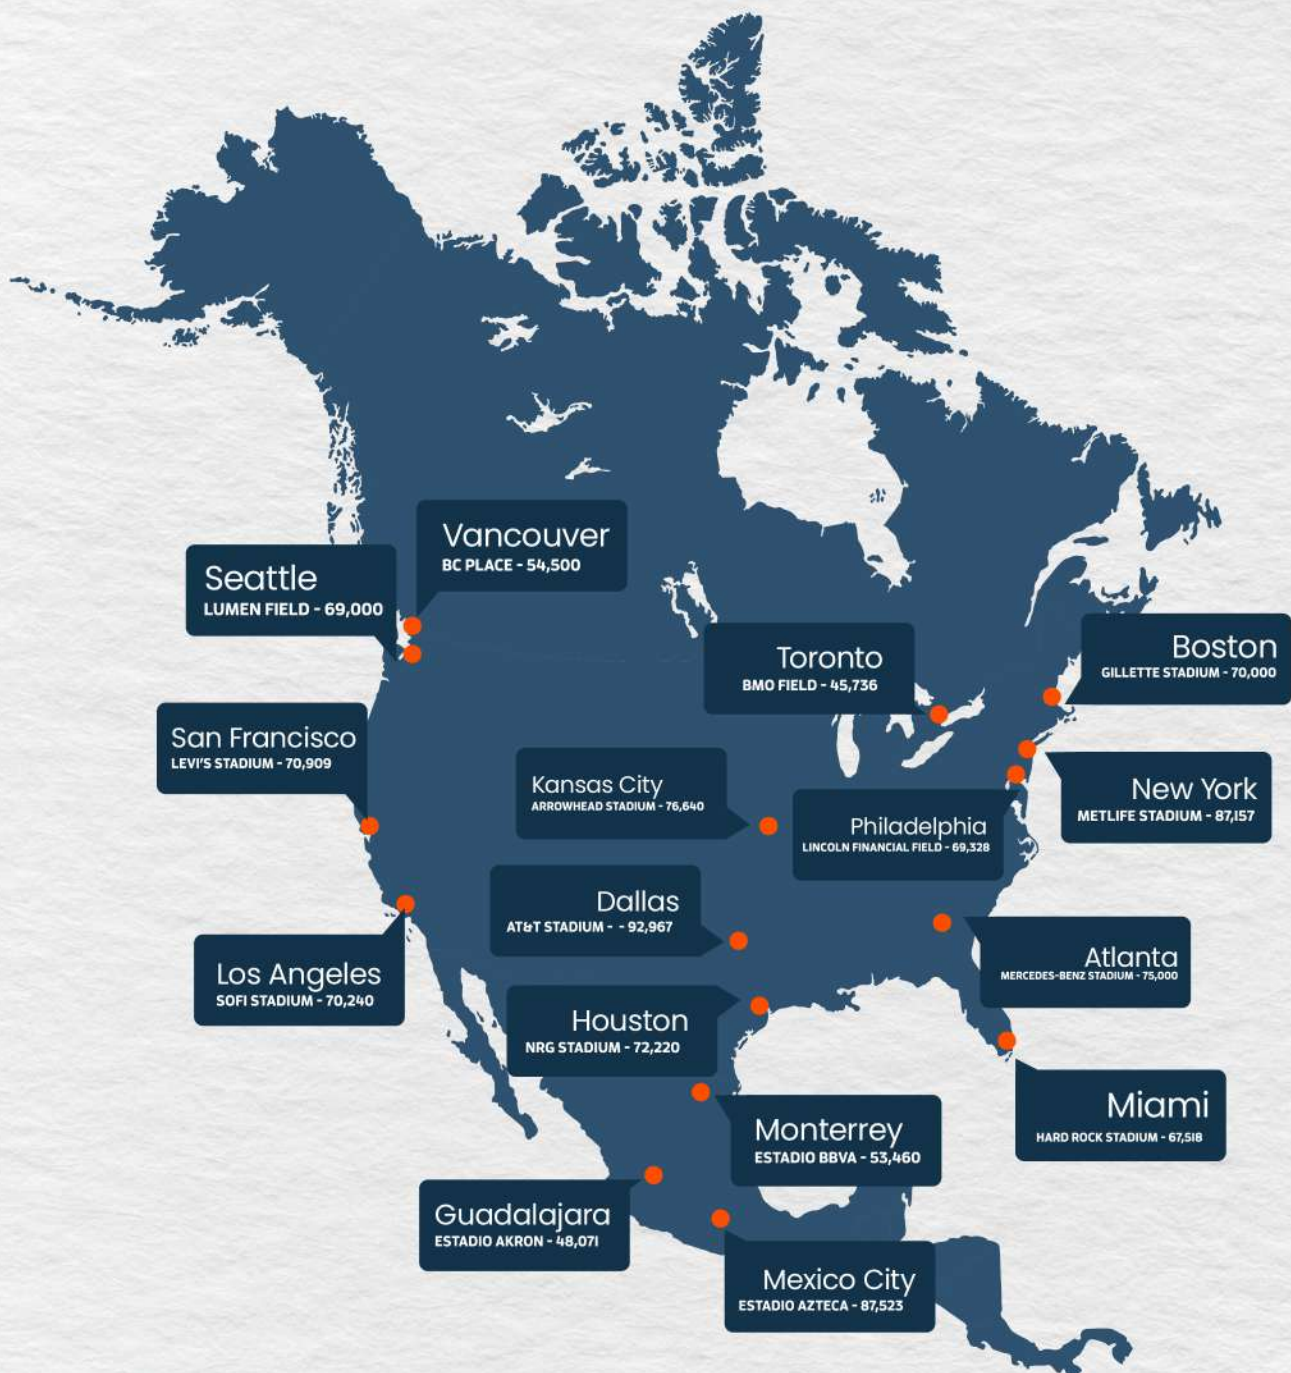 Vancouver
BC PLACE - 54,500
Seattle
LUMEN FIELD - 69,000
Toronto
BMO FIELD - 45,736
Boston
GILLETTE STADIUM - 70,000
San Francisco
LEVI'S STADIUM - 70,909
Kansas City
ARROWHEAD STADIUM - 76,640
New York
METLIFE STADIUM - 87,157
Philadelphia
LINCOLN FINANCIAL FIELD - 69,328
Dallas
AT&T STADIUM - - 92,967
Atlanta
MERCEDES-BENZ STADIUM - 75,000
Los Angeles
SOFI STADIUM - 70,240
Houston
NRG STADIUM - 72,220
Miami
HARD ROCK STADIUM - 67,518
Monterrey
ESTADIO BBVA - 53,460
Guadalajara
ESTADIO AKRON - 48,071
Mexico City
ESTADIO AZTECA - 87,523